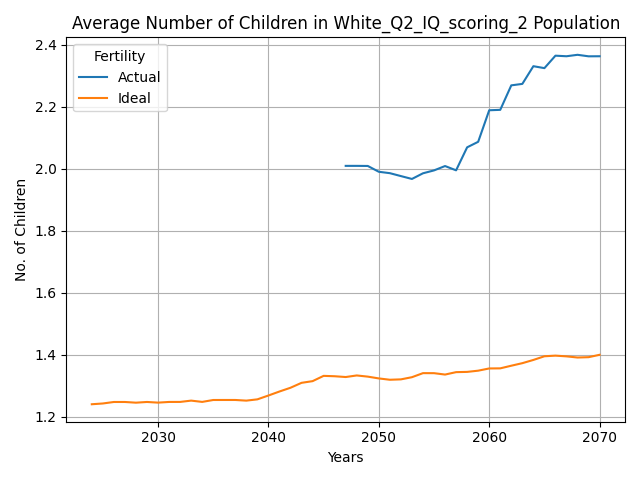 Average Number of Children in White_Q2_IQ_scoring_2 Population
Fertility
Actual
Ideal
No. of Children
2.4
2.2
2.0
1.8
1.6
1.4
1.2
2030 2040 2050 2060 2070
Years